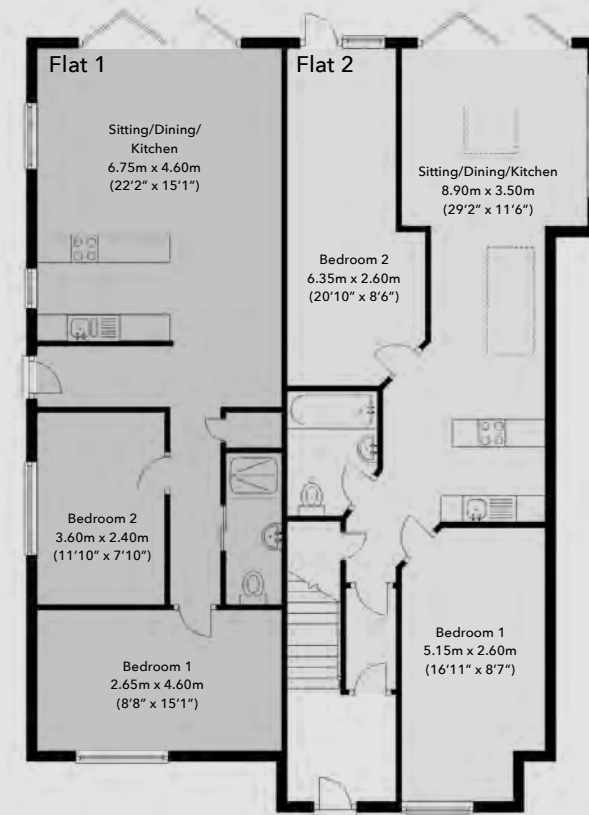 Flat 1
Sitting/Dining/
Kitchen
6.75m x 4.60m
(22'2" x 15'1")
Bedroom 2
3.60m x 2.40m
(11'10" x 7'10")
Bedroom 1
2.65m x 4.60m
(8'8" x 15'1")
Flat 2
Sitting/Dining/Kitchen
8.90m x 3.50m
(29'2" x 11'6")
Bedroom 2
6.35m x 2.60m
(20'10" x 8'6")
Bedroom 1
5.15m x 2.60m
(16'11" x 8'7")